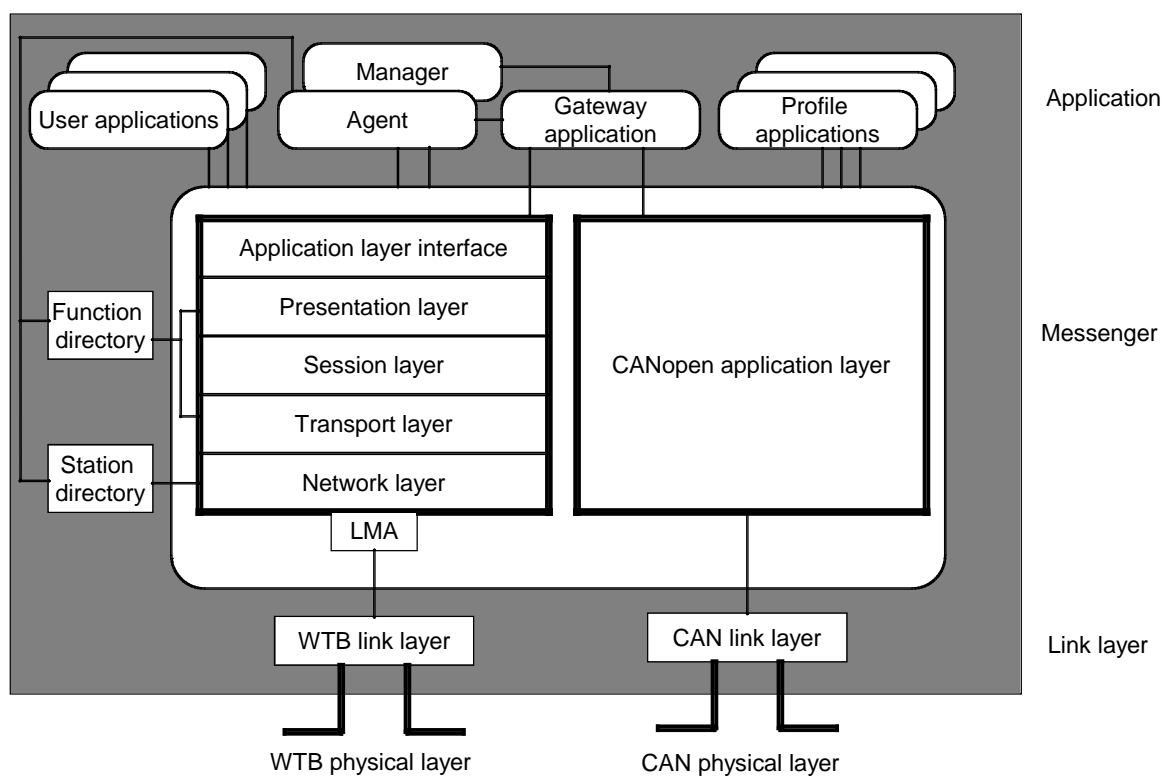 Manager
User applications
Agent
Gateway
application
Profile
applications
Application
Application layer interface
Presentation layer
Session layer
Transport layer
Network layer
LMA
Function
directory
Station
directory
CANopen application layer
Messenger
WTB link layer
CAN link layer
Link layer
WTB physical layer
CAN physical layer